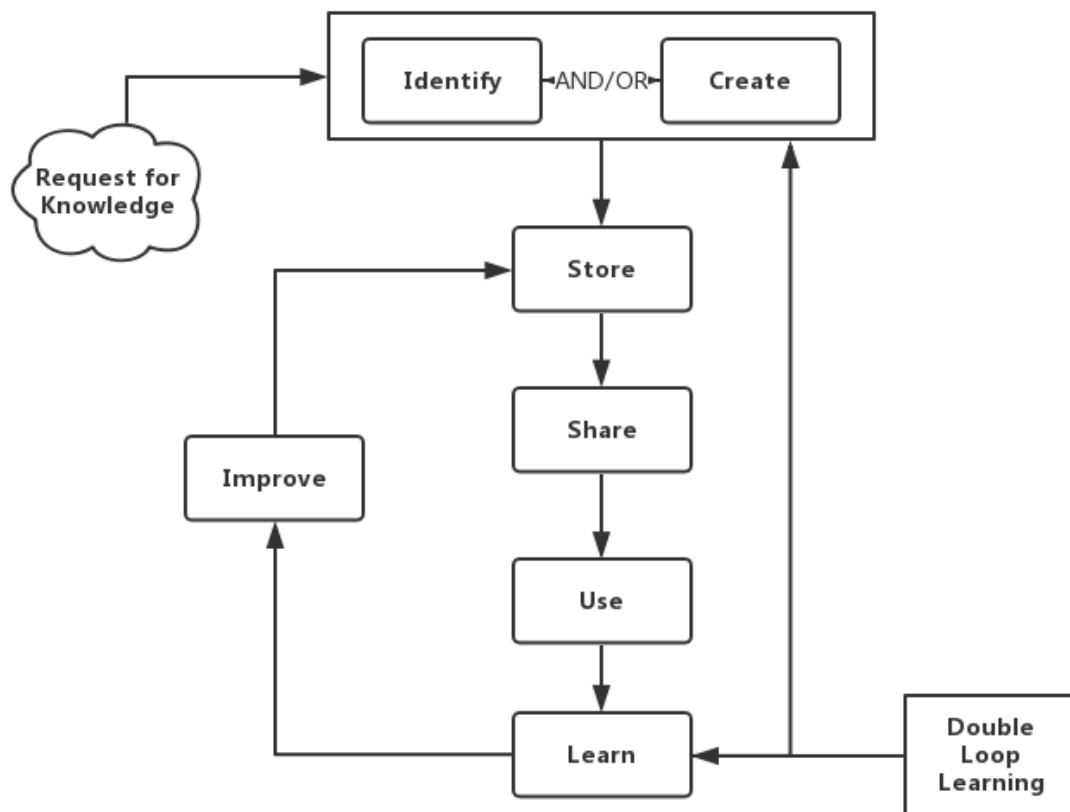 Identify
AND/OR
Create
Request for
Knowledge
Store
Share
Improve
Use
Learn
Double
Loop
Learning